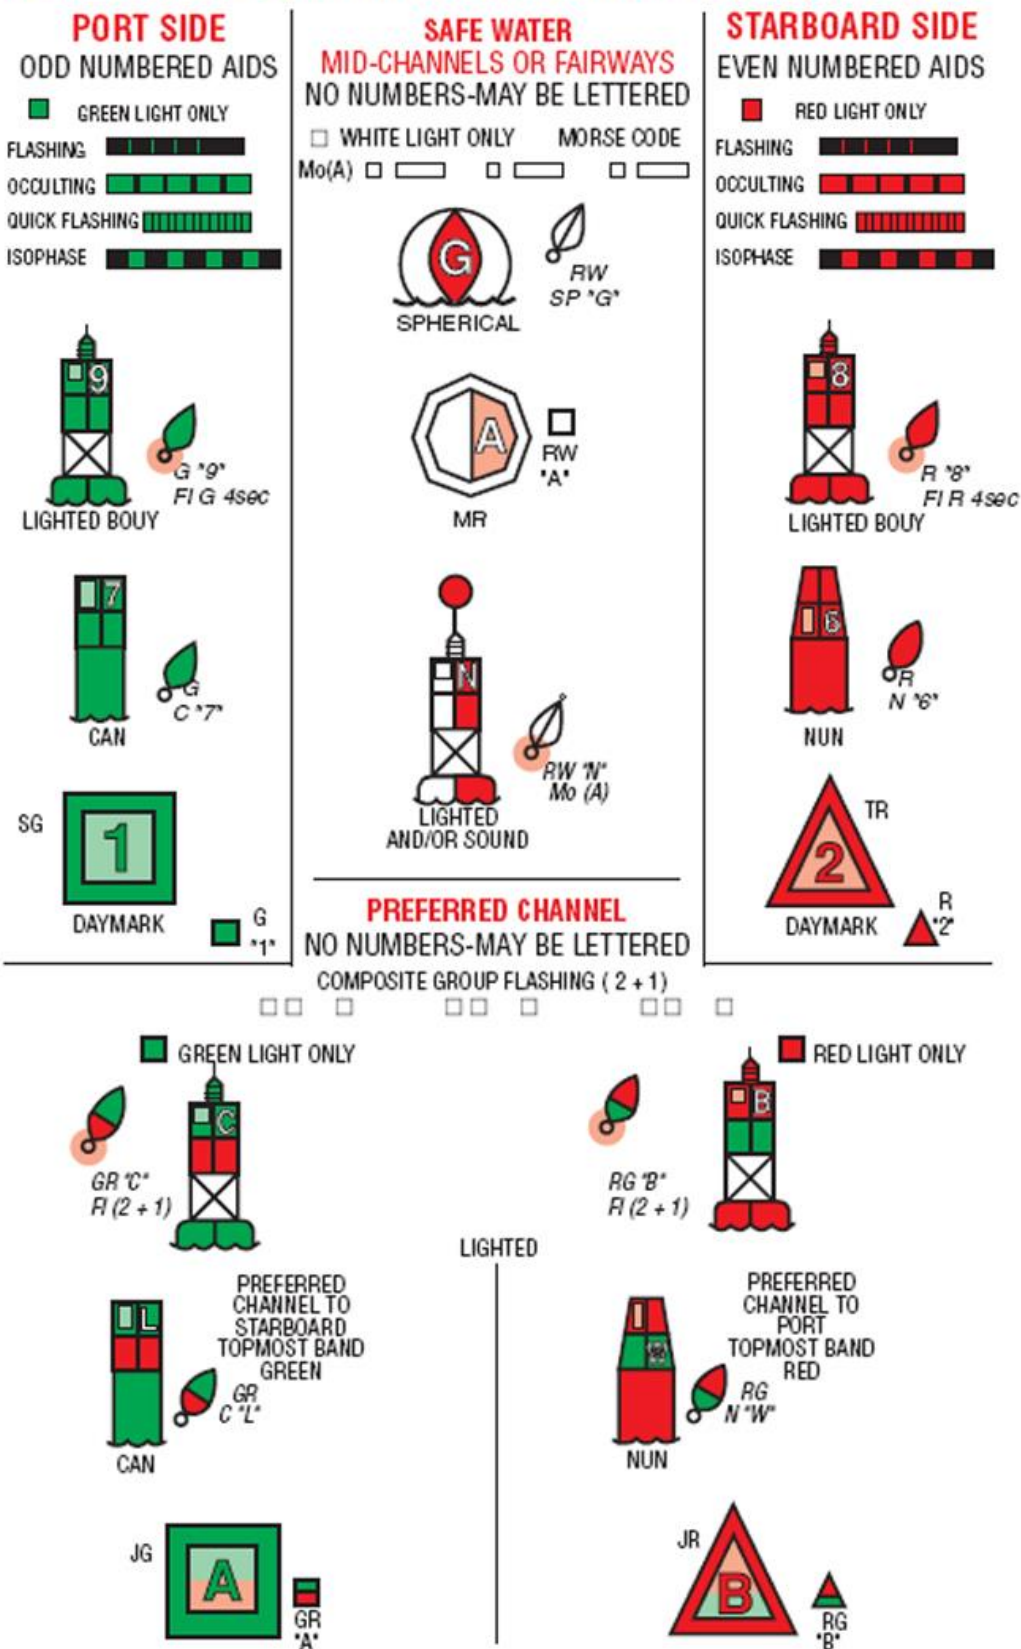 PORT SIDE
ODD NUMBERED AIDS
GREEN LIGHT ONLY
FLASHING
OCCULTING
QUICK FLASHING
ISOPHASE
9
G "9"
Fl G 4sec
LIGHTED BOUY
7
G
C "7"
CAN
SG
1
DAYMARK
G
"1"
SAFE WATER
MID-CHANNELS OR FAIRWAYS
NO NUMBERS-MAY BE LETTERED
WHITE LIGHT ONLY MORSE CODE
Mo(A)
G
RW
SP "G"
SPHERICAL
A
RW
"A"
MR
N
RW "N"
Mo (A)
LIGHTED
AND/OR SOUND
STARBOARD SIDE
EVEN NUMBERED AIDS
RED LIGHT ONLY
FLASHING
OCCULTING
QUICK FLASHING
ISOPHASE
8
R "8"
Fl R 4sec
LIGHTED BOUY
6
R
N "6"
NUN
TR
2
DAYMARK
R
"2"
PREFERRED CHANNEL
NO NUMBERS-MAY BE LETTERED
COMPOSITE GROUP FLASHING ( 2 + 1)
GREEN LIGHT ONLY
C
GR "C"
Fl (2 + 1)
RED LIGHT ONLY
B
RG "B"
Fl (2 + 1)
LIGHTED
PREFERRED
CHANNEL TO
STARBOARD
TOPMOST BAND
GREEN
L
GR
C "L"
CAN
PREFERRED
CHANNEL TO
PORT
TOPMOST BAND
RED
RG
N "W"
NUN
JG
A
GR
"A"
JR
B
RG
"B"